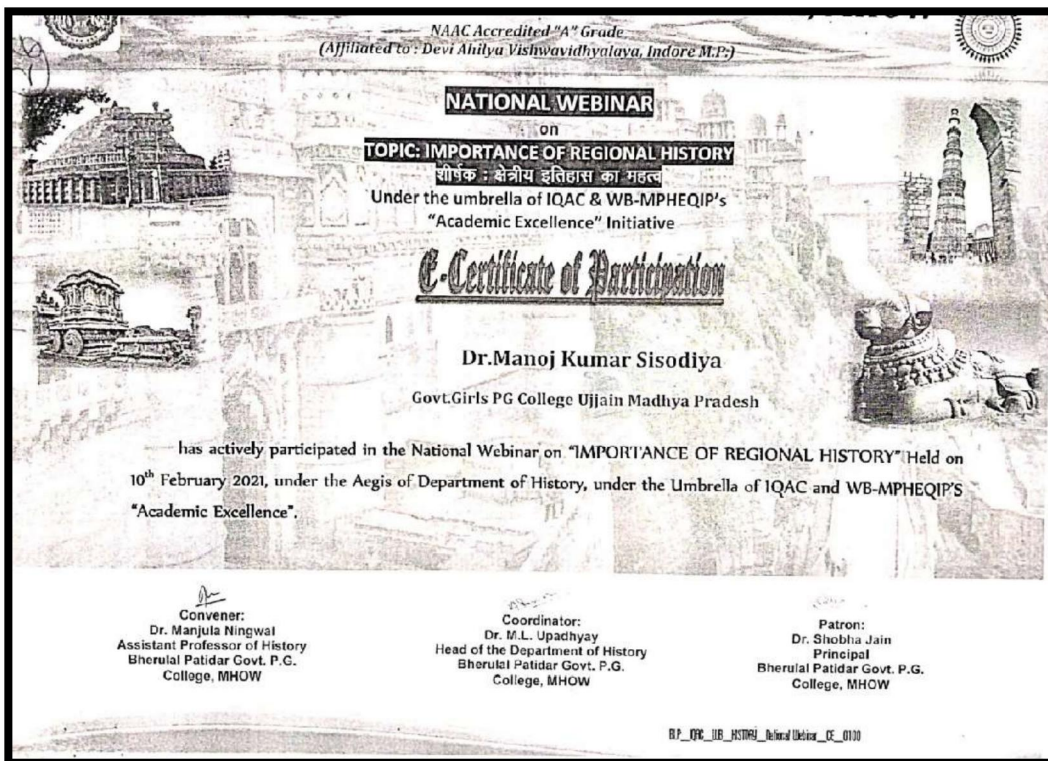 NAAC Accredited "A" Grade
(Affiliated to : Devi Ahilya Vishwavidhyalaya, Indore M.P.)
NATIONAL WEBINAR
on
TOPIC: IMPORTANCE OF REGIONAL HISTORY
शीर्षक : क्षेत्रीय इतिहास का महत्व
Under the umbrella of IQAC & WB-MPHEQIP's
"Academic Excellence" Initiative
E-Certificate of Participation
Dr.Manoj Kumar Sisodiya
Govt.Girls PG College Ujjain Madhya Pradesh
has actively participated in the National Webinar on "IMPORTANCE OF REGIONAL HISTORY" Held on
10th February 2021, under the Aegis of Department of History, under the Umbrella of IQAC and WB-MPHEQIP'S
"Academic Excellence".
Convener:
Dr. Manjula Ningwal
Assistant Professor of History
Bherulal Patidar Govt. P.G.
College, MHOW
Coordinator:
Dr. M.L. Upadhyay
Head of the Department of History
Bherulal Patidar Govt. P.G.
College, MHOW
Patron:
Dr. Shobha Jain
Principal
Bherulal Patidar Govt. P.G.
College, MHOW